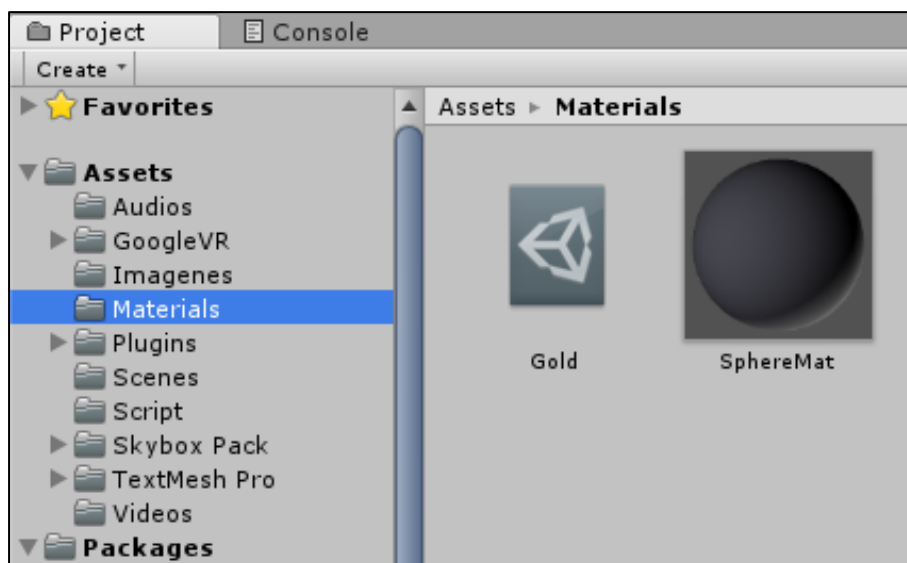 Project
Console
Create
Favorites
Assets
Audios
GoogleVR
Imagenes
Materials
Plugins
Scenes
Script
Skybox Pack
TextMesh Pro
Videos
Packages
Assets Materials
Gold
SphereMat